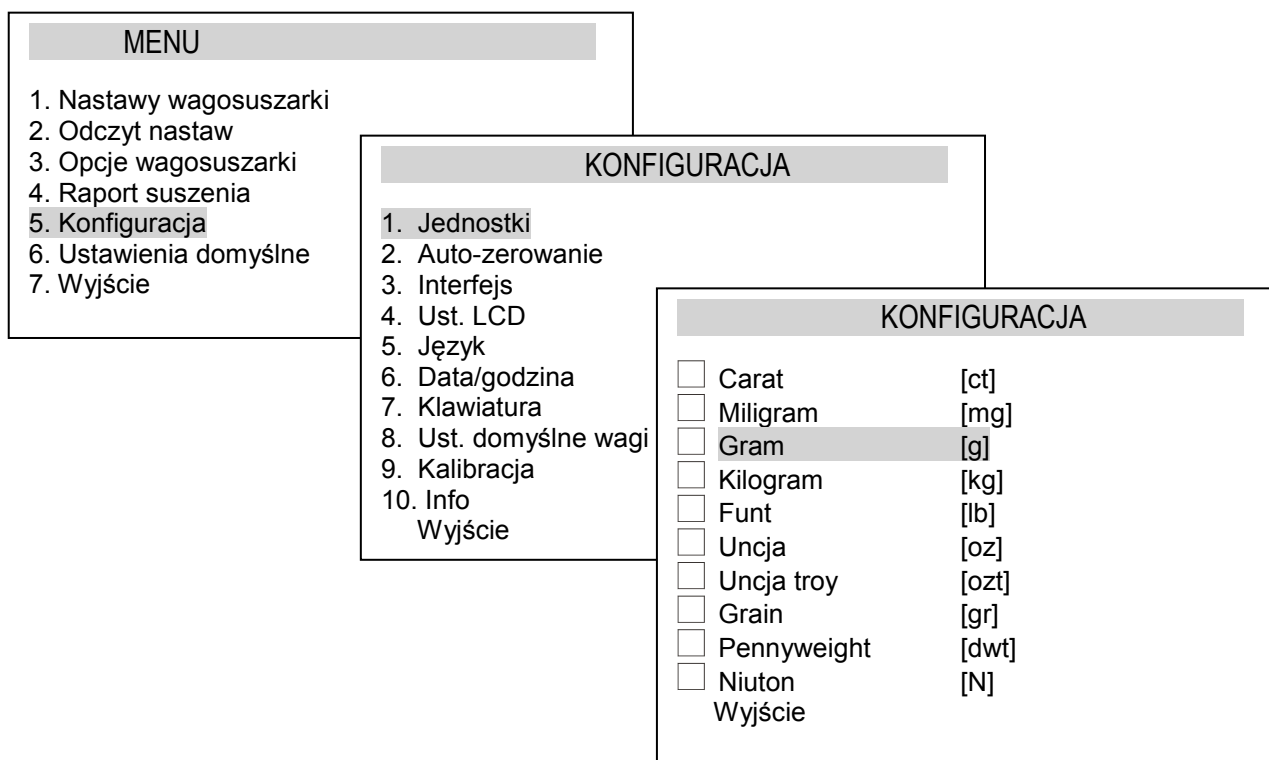 MENU
1. Nastawy wagosuszarki
2. Odczyt nastaw
3. Opcje wagosuszarki
4. Raport suszenia
5. Konfiguracja
6. Ustawienia domyślne
7. Wyjście
KONFIGURACJA
1. Jednostki
2. Auto-zerowanie
3. Interfejs
4. Ust. LCD
5. Język
6. Data/godzina
7. Klawiatura
8. Ust. domyślne wagi
9. Kalibracja
10. Info
Wyjście
KONFIGURACJA
Carat [ct]
Miligram [mg]
Gram [g]
Kilogram [kg]
Funt [lb]
Uncja [oz]
Uncja troy [ozt]
Grain [gr]
Pennyweight [dwt]
Niuton [N]
Wyjście